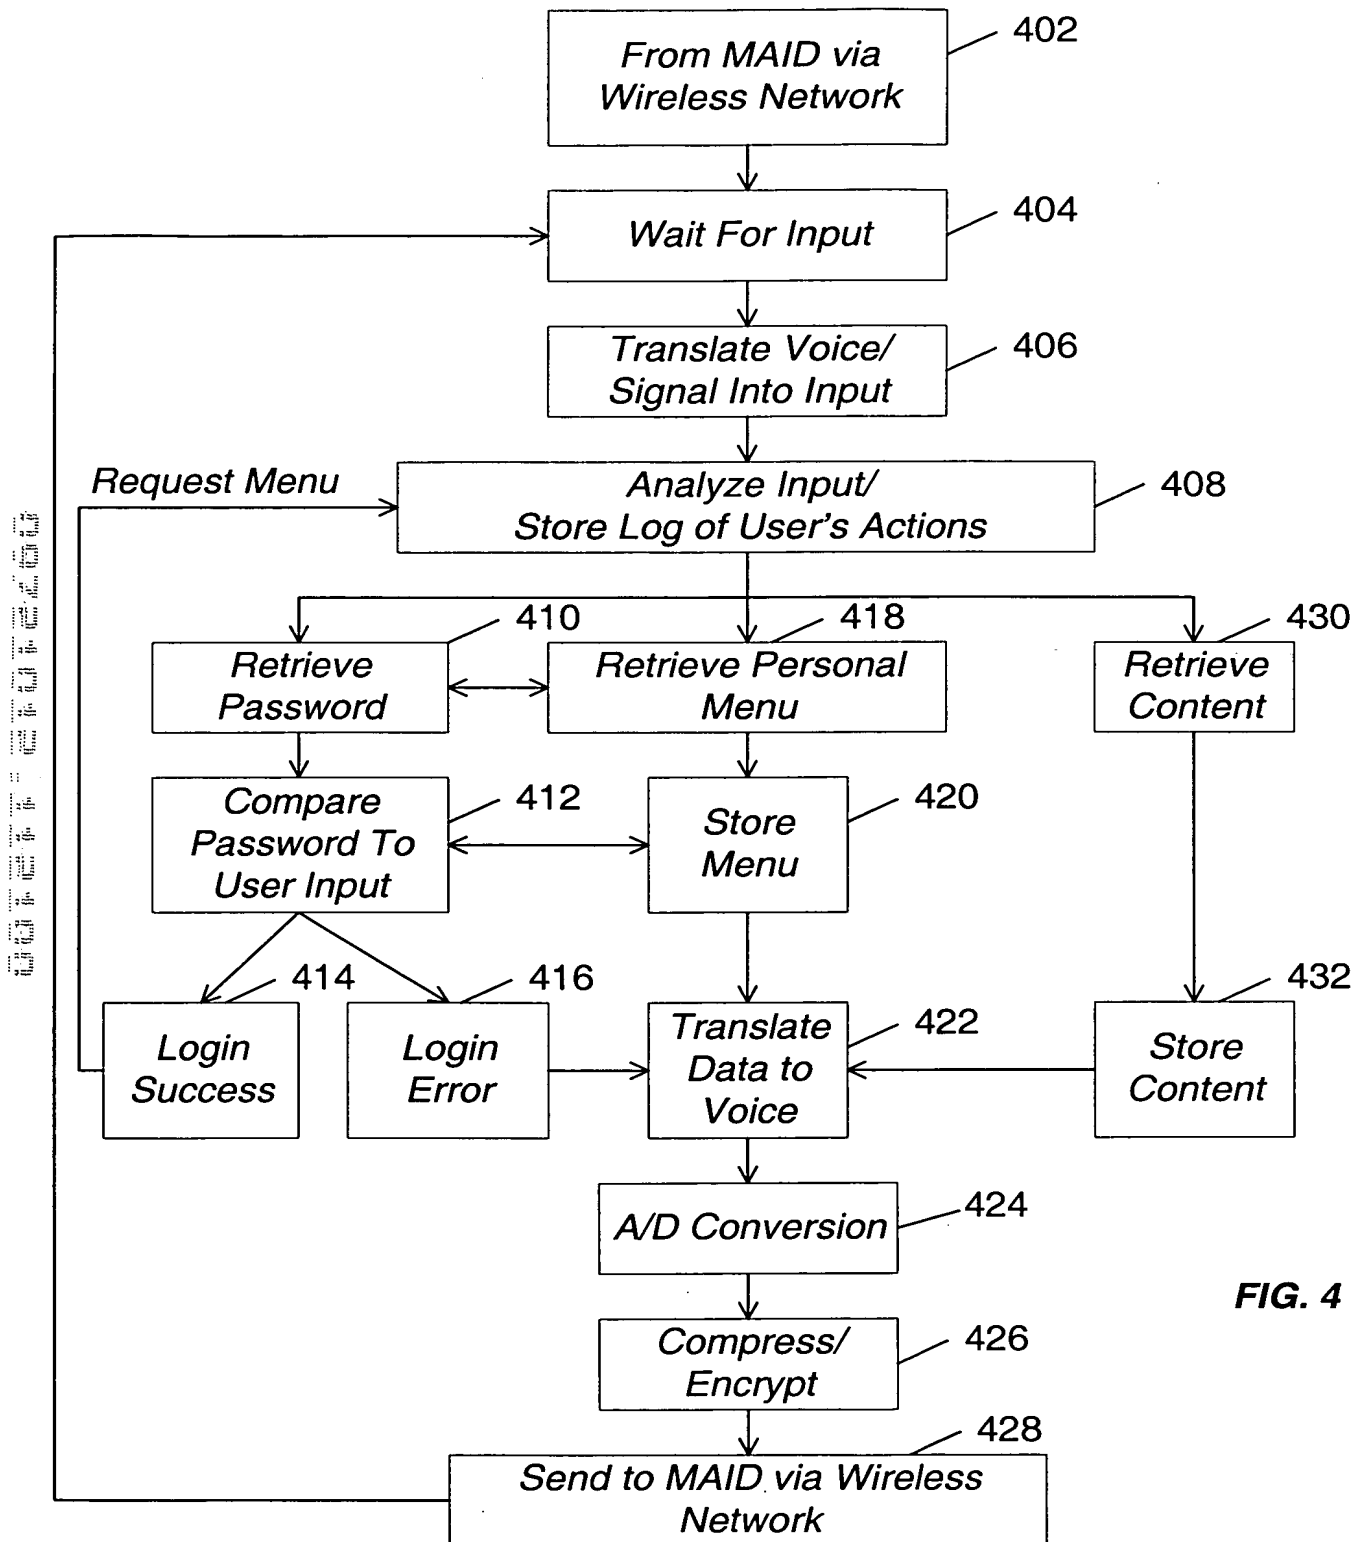 402
From MAID via
Wireless Network
404
Wait For Input
406
Translate Voice/
Signal Into Input
Request Menu
408
Analyze Input/
Store Log of User's Actions
410
418
430
Retrieve
Password
Retrieve Personal
Menu
Retrieve
Content
412
420
Compare
Password To
User Input
Store
Menu
414
416
432
422
Login
Success
Login
Error
Translate
Data to
Voice
Store
Content
424
A/D Conversion
FIG. 4
426
Compress/
Encrypt
428
Send to MAID via Wireless
Network